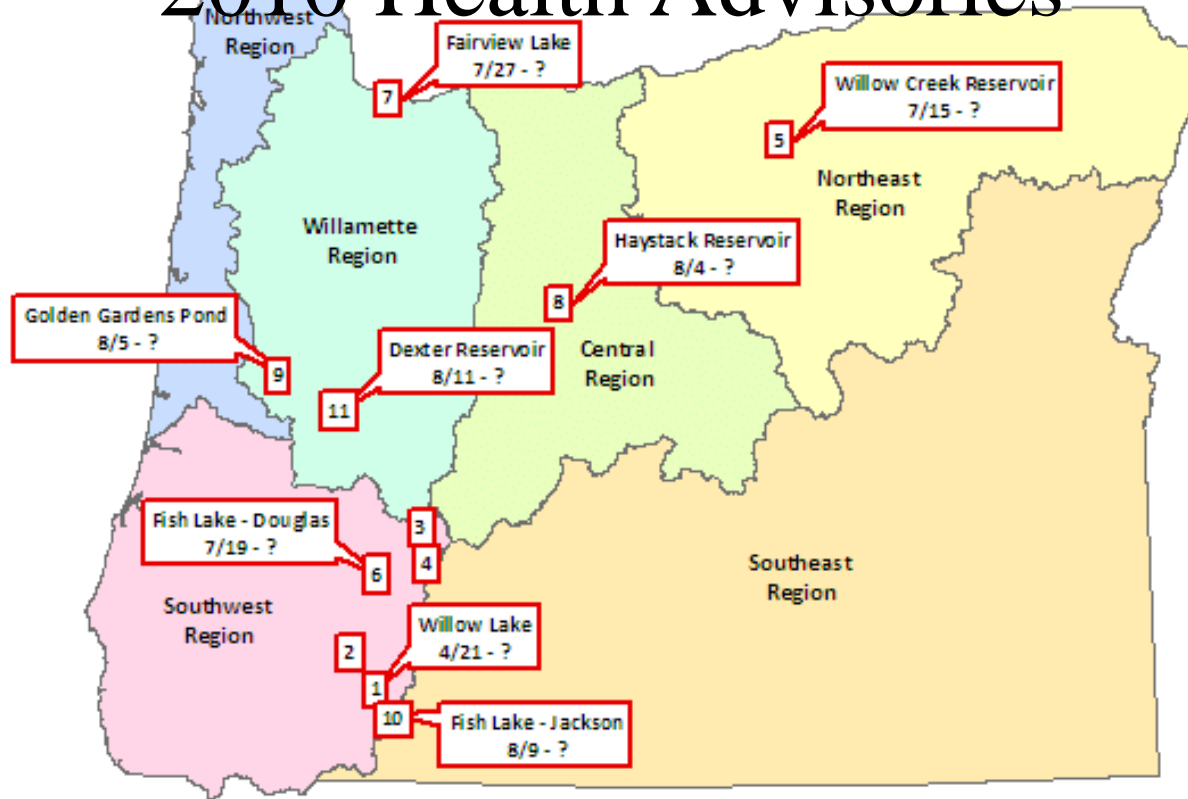 2010 Health Advisories
Northwest
Region
Fairview Lake
7/27 - ?
7
Willow Creek Reservoir
7/15 - ?
5
Northeast
Region
Willamette
Region
Haystack Reservoir
8/4 - ?
8
Golden Gardens Pond
8/5 - ?
9
Dexter Reservoir
8/11 - ?
11
Central
Region
Fish Lake - Douglas
7/19 - ?
3
4
6
Southeast
Region
Southwest
Region
Willow Lake
4/21 - ?
2
1
10
Fish Lake - Jackson
8/9 - ?